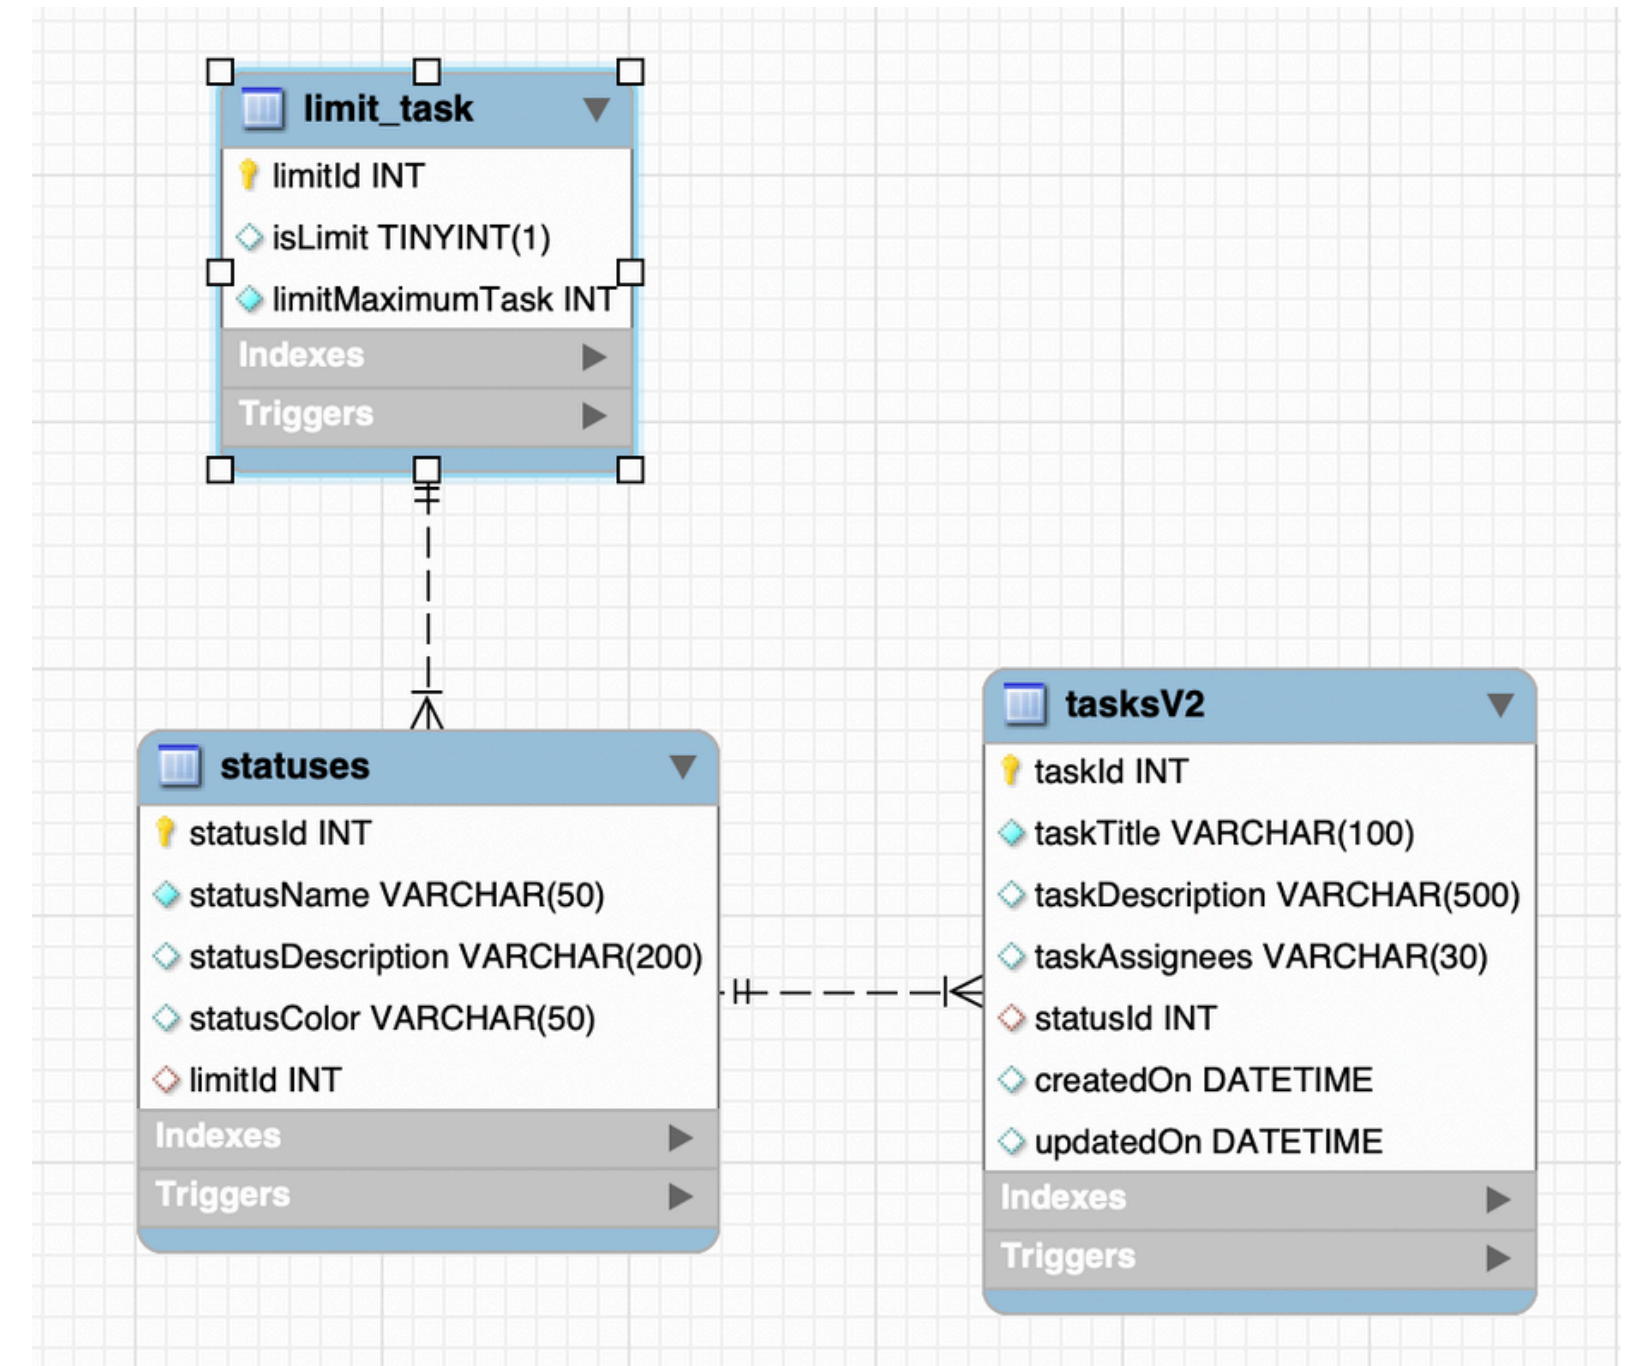 limit_task
limitId INT
isLimit TINYINT(1)
limitMaximumTask INT
Indexes
Triggers
statuses
statusId INT
statusName VARCHAR(50)
statusDescription VARCHAR(200)
statusColor VARCHAR(50)
limitId INT
Indexes
Triggers
tasksV2
taskId INT
taskTitle VARCHAR(100)
taskDescription VARCHAR(500)
taskAssignees VARCHAR(30)
statusId INT
createdOn DATETIME
updatedOn DATETIME
Indexes
Triggers